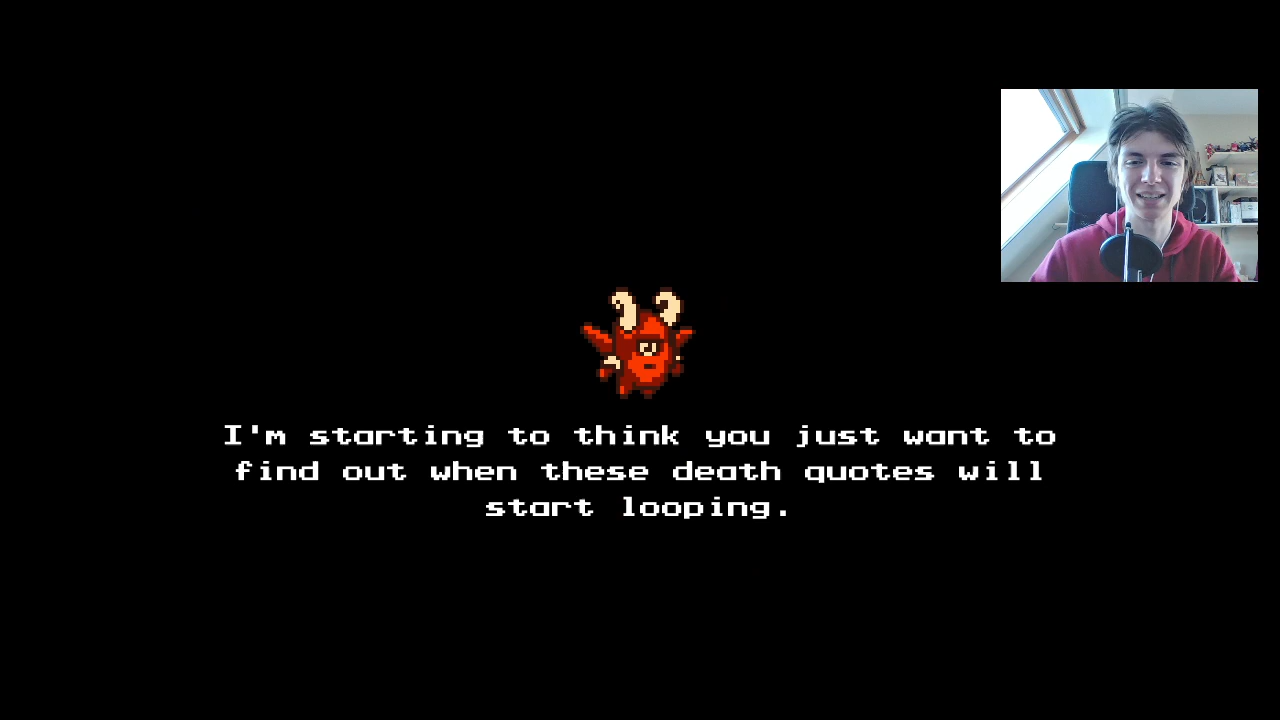 I'm starting to think you just want to
find out when these death quotes will
start looping.